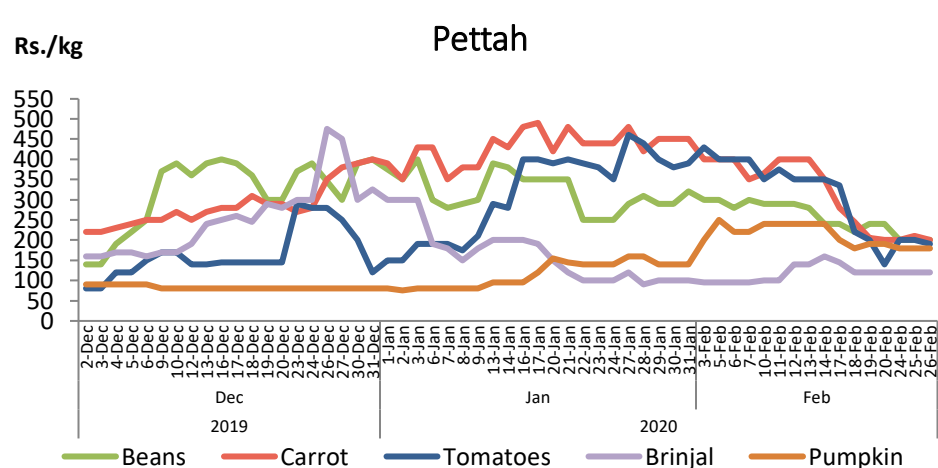 Pettah
Rs./kg
550
500
450
400
350
300
250
200
150
100
50
0
2-Dec
3-Dec
4-Dec
5-Dec
6-Dec
9-Dec
10-Dec
12-Dec
13-Dec
16-Dec
17-Dec
18-Dec
19-Dec
20-Dec
23-Dec
24-Dec
26-Dec
27-Dec
30-Dec
31-Dec
1-Jan
2-Jan
3-Jan
6-Jan
7-Jan
8-Jan
9-Jan
13-Jan
14-Jan
16-Jan
17-Jan
20-Jan
21-Jan
22-Jan
23-Jan
24-Jan
27-Jan
28-Jan
29-Jan
30-Jan
31-Jan
3-Feb
5-Feb
6-Feb
7-Feb
10-Feb
11-Feb
12-Feb
13-Feb
14-Feb
17-Feb
18-Feb
19-Feb
20-Feb
24-Feb
25-Feb
26-Feb
Dec Jan Feb
2019 2020
Beans Carrot Tomatoes Brinjal Pumpkin